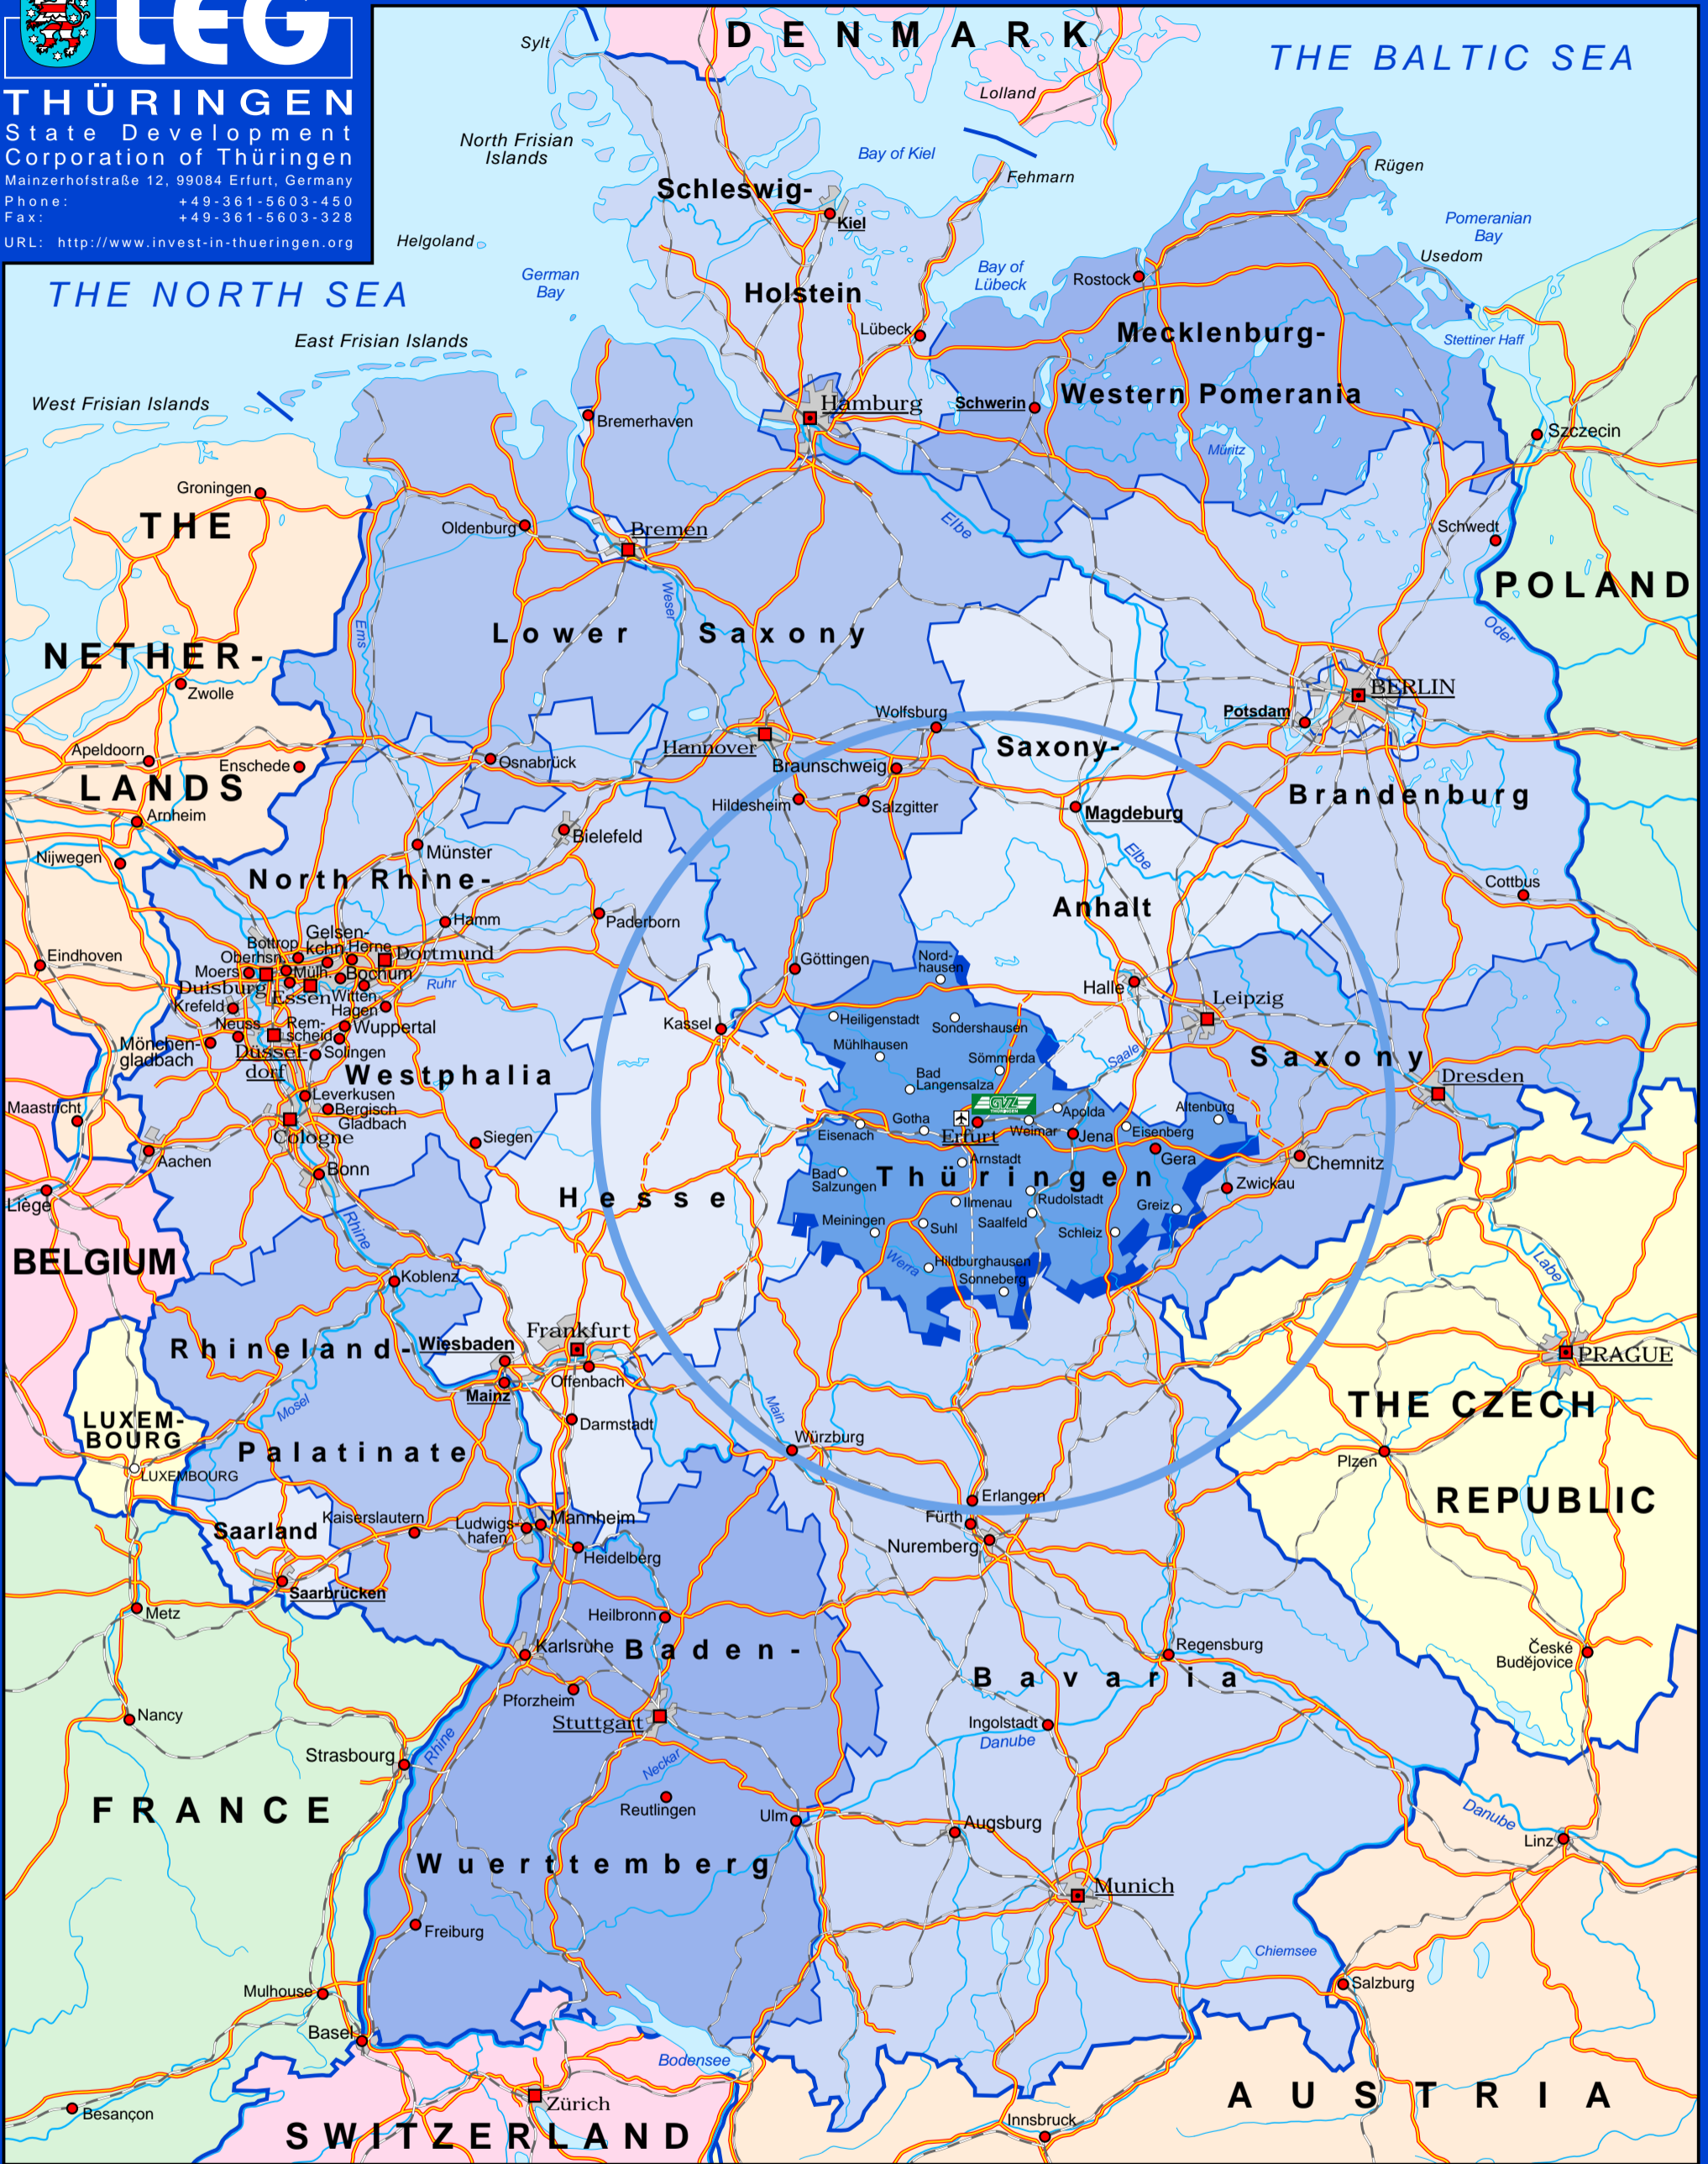 LEG
THÜRINGEN
State Development
Corporation of Thüringen
Mainzerhofstraße 12, 99084 Erfurt, Germany
Phone: +49-361-5603-450
Fax: +49-361-5603-328
URL: http://www.invest-in-thueringen.org
DENMARK
THE BALTIC SEA
Sylt
Lolland
North Frisian
Islands
Bay of Kiel
Fehmarn
Rügen
Schleswig-
Kiel
Helgoland
Pomeranian
Bay
Usedom
German
Bay
Bay of
Lübeck
Rostock
THE NORTH SEA
Holstein
Lübeck
Mecklenburg-
Stettiner Haff
East Frisian Islands
Western Pomerania
West Frisian Islands
Hamburg
Schwerin
Bremerhaven
Müritz
Szczecin
Groningen
THE
Oldenburg
Bremen
Elbe
Schwedt
POLAND
Weser
Ems
Lower Saxony
Oder
NETHER-
Zwolle
BERLIN
Potsdam
Wolfsburg
Hannover
Saxony-
Apeldoorn
Enschede
Osnabrück
Braunschweig
LANDS
Brandenburg
Hildesheim
Salzgitter
Magdeburg
Arnheim
Bielefeld
Nijwegen
Münster
Elbe
North Rhine-
Cottbus
Anhalt
Hamm
Paderborn
Gelsen-
kchn.
Bottrop
Herne
Dortmund
Eindhoven
Oberhsn.
Moers
Mülh.
Bochum
Göttingen
Nord-
hausen
Duisburg
Essen
Witten
Ruhr
Halle
Leipzig
Krefeld
Hagen
Heiligenstadt
Sondershausen
Neuss
Rem-
scheid
Wuppertal
Kassel
Mönchen-
gladbach
Düssel-
dorf
Solingen
Mühlhausen
Sömmerda
Saale
Saxony
Westphalia
Bad
Langensalza
Dresden
Leverkusen
Bergisch
Gladbach
GVZ
THÜRINGEN
Maastricht
Cologne
Siegen
Gotha
Erfurt
Weimar
Apolda
Jena
Altenburg
Eisenach
Eisenberg
Aachen
Arnstadt
Gera
Chemnitz
Bonn
Bad
Salzungen
Thüringen
Zwickau
Liège
Hesse
Ilmenau
Rudolstadt
Rhine
Meiningen
Suhl
Saalfeld
Greiz
Schleiz
BELGIUM
Werra
Hildburghausen
Sonneberg
Labe
Koblenz
Rhineland-
Wiesbaden
Frankfurt
PRAGUE
Offenbach
Mainz
THE CZECH
Mosel
Main
Darmstadt
LUXEM-
BOURG
Palatinate
Würzburg
Plzen
LUXEMBOURG
Erlangen
REPUBLIC
Saarland
Kaiserslautern
Ludwigs-
hafen
Mannheim
Fürth
Nuremberg
Heidelberg
Saarbrücken
Metz
Heilbronn
Karlsruhe
Baden-
Regensburg
České
Budějovice
Bavaria
Pforzheim
Nancy
Stuttgart
Ingolstadt
Danube
Strasbourg
Rhine
Neckar
FRANCE
Reutlingen
Ulm
Augsburg
Danube
Linz
Wuerttemberg
Munich
Freiburg
Chiemsee
Salzburg
Mulhouse
Basel
Bodensee
AUSTRIA
Besançon
Zürich
Innsbruck
SWITZERLAND